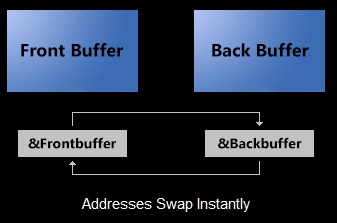 Front Buffer
Back Buffer
&Frontbuffer
&Backbuffer
Addresses Swap Instantly